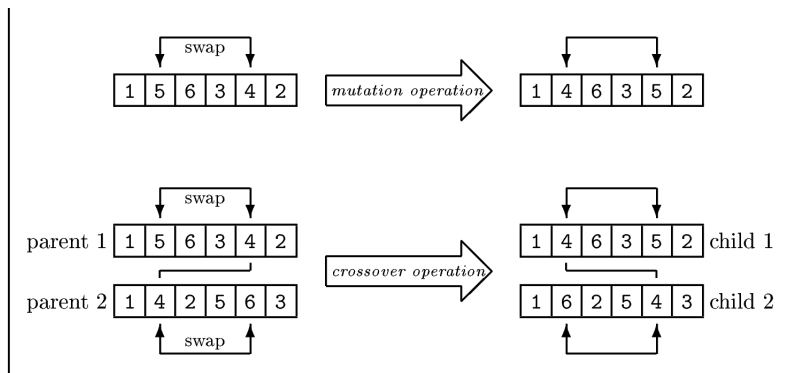 swap
1 5 6 3 4 2 mutation operation 1 4 6 3 5 2
swap
parent 1 1 5 6 3 4 2 1 4 6 3 5 2 child 1
crossover operation
parent 2 1 4 2 5 6 3 1 6 2 5 4 3 child 2
swap